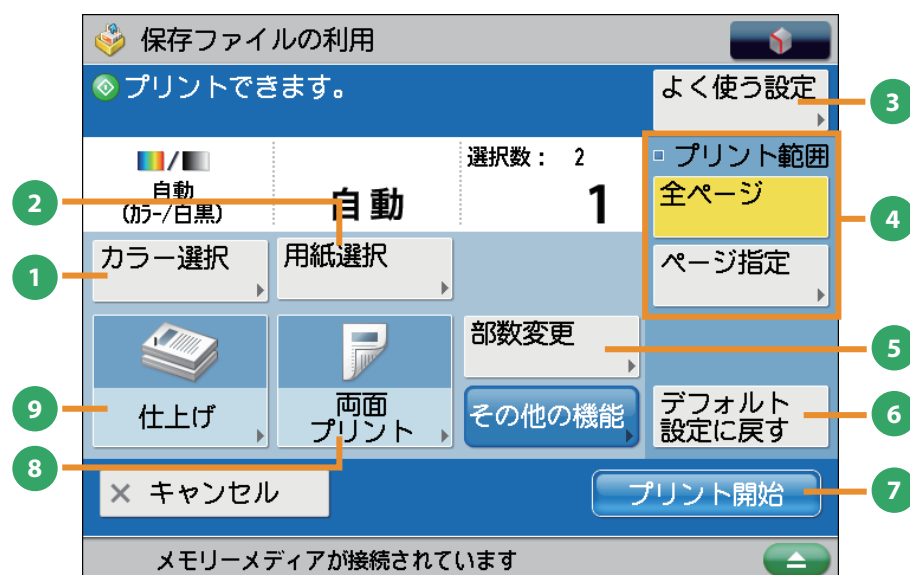 保存ファイルの利用
プリントできます。
よく使う設定
3
自動
(カラー/白黒)
自動
選択数： 2
1
プリント範囲
全ページ
ページ指定
4
2
1
カラー選択
用紙選択
部数変更
5
仕上げ
9
両面
プリント
8
その他の機能
デフォルト
設定に戻す
6
× キャンセル
プリント開始
7
メモリーメディアが接続されています